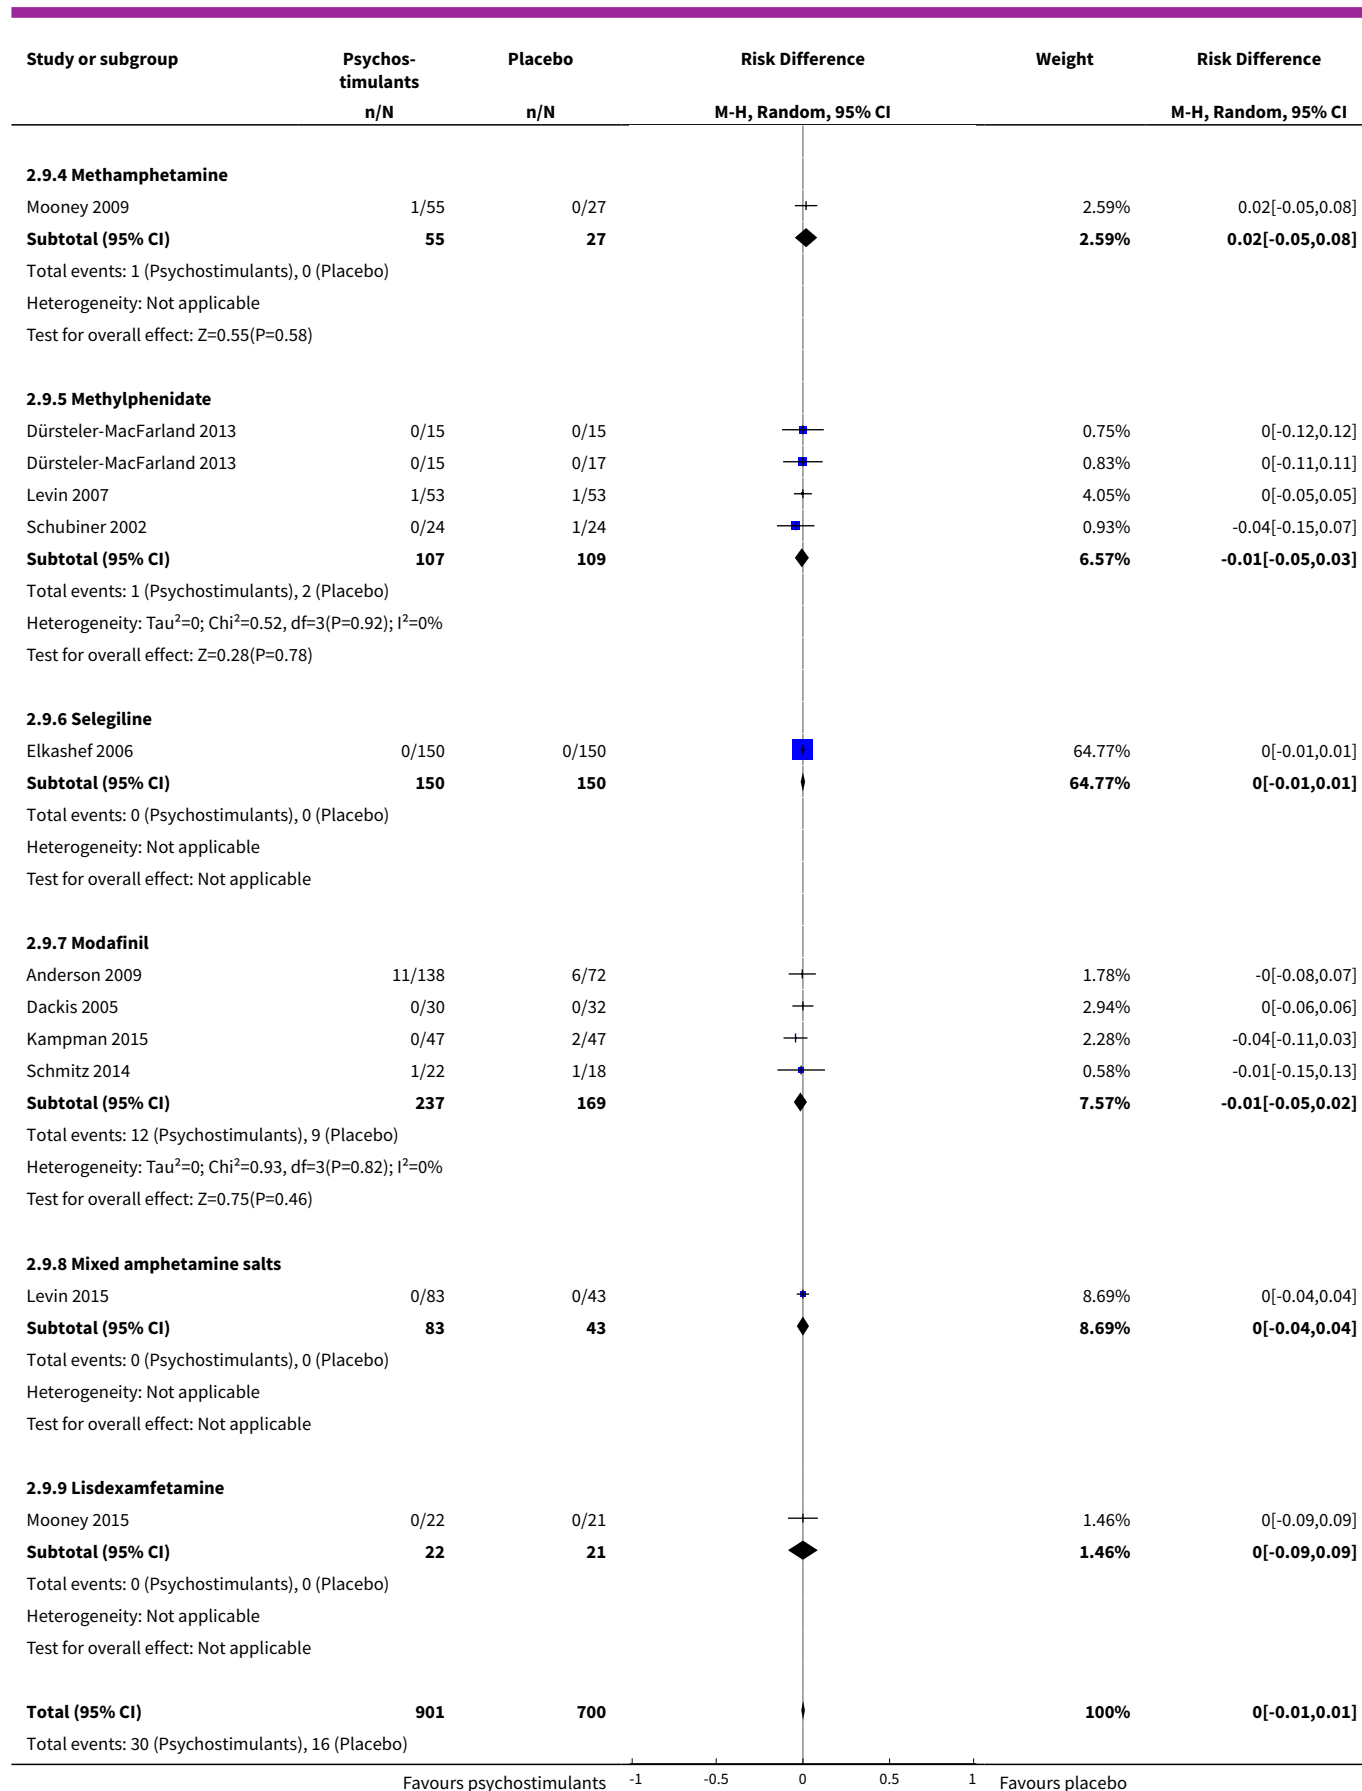 Study or subgroup Psychos- Placebo Risk Difference Weight Risk Difference
timulants
n/N n/N M-H, Random, 95% CI M-H, Random, 95% CI
2.9.4 Methamphetamine
Mooney 2009 1/55 0/27 2.59% 0.02[-0.05,0.08]
Subtotal (95% CI) 55 27 2.59% 0.02[-0.05,0.08]
Total events: 1 (Psychostimulants), 0 (Placebo)
Heterogeneity: Not applicable
Test for overall effect: Z=0.55(P=0.58)
2.9.5 Methylphenidate
Dürsteler-MacFarland 2013 0/15 0/15 0.75% 0[-0.12,0.12]
Dürsteler-MacFarland 2013 0/15 0/17 0.83% 0[-0.11,0.11]
Levin 2007 1/53 1/53 4.05% 0[-0.05,0.05]
Schubiner 2002 0/24 1/24 0.93% -0.04[-0.15,0.07]
Subtotal (95% CI) 107 109 6.57% -0.01[-0.05,0.03]
Total events: 1 (Psychostimulants), 2 (Placebo)
Heterogeneity: Tau²=0; Chi²=0.52, df=3(P=0.92); I²=0%
Test for overall effect: Z=0.28(P=0.78)
2.9.6 Selegiline
Elkashef 2006 0/150 0/150 64.77% 0[-0.01,0.01]
Subtotal (95% CI) 150 150 64.77% 0[-0.01,0.01]
Total events: 0 (Psychostimulants), 0 (Placebo)
Heterogeneity: Not applicable
Test for overall effect: Not applicable
2.9.7 Modafinil
Anderson 2009 11/138 6/72 1.78% -0[-0.08,0.07]
Dackis 2005 0/30 0/32 2.94% 0[-0.06,0.06]
Kampman 2015 0/47 2/47 2.28% -0.04[-0.11,0.03]
Schmitz 2014 1/22 1/18 0.58% -0.01[-0.15,0.13]
Subtotal (95% CI) 237 169 7.57% -0.01[-0.05,0.02]
Total events: 12 (Psychostimulants), 9 (Placebo)
Heterogeneity: Tau²=0; Chi²=0.93, df=3(P=0.82); I²=0%
Test for overall effect: Z=0.75(P=0.46)
2.9.8 Mixed amphetamine salts
Levin 2015 0/83 0/43 8.69% 0[-0.04,0.04]
Subtotal (95% CI) 83 43 8.69% 0[-0.04,0.04]
Total events: 0 (Psychostimulants), 0 (Placebo)
Heterogeneity: Not applicable
Test for overall effect: Not applicable
2.9.9 Lisdexamfetamine
Mooney 2015 0/22 0/21 1.46% 0[-0.09,0.09]
Subtotal (95% CI) 22 21 1.46% 0[-0.09,0.09]
Total events: 0 (Psychostimulants), 0 (Placebo)
Heterogeneity: Not applicable
Test for overall effect: Not applicable
Total (95% CI) 901 700 100% 0[-0.01,0.01]
Total events: 30 (Psychostimulants), 16 (Placebo)
Favours psychostimulants -1 -0.5 0 0.5 1 Favours placebo